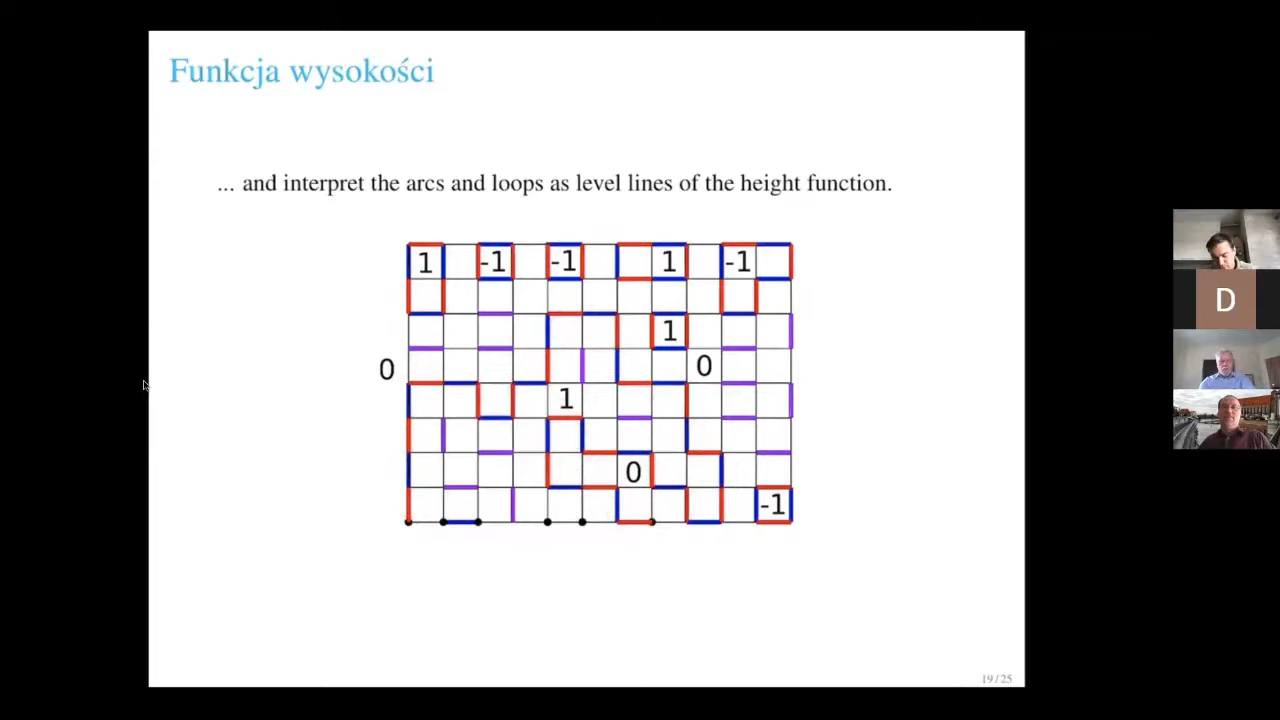 Funkcja wysokości
... and interpret the arcs and loops as level lines of the height function.
1 -1 -1 1 -1
1
0 0
1
0
-1
19 / 25
D